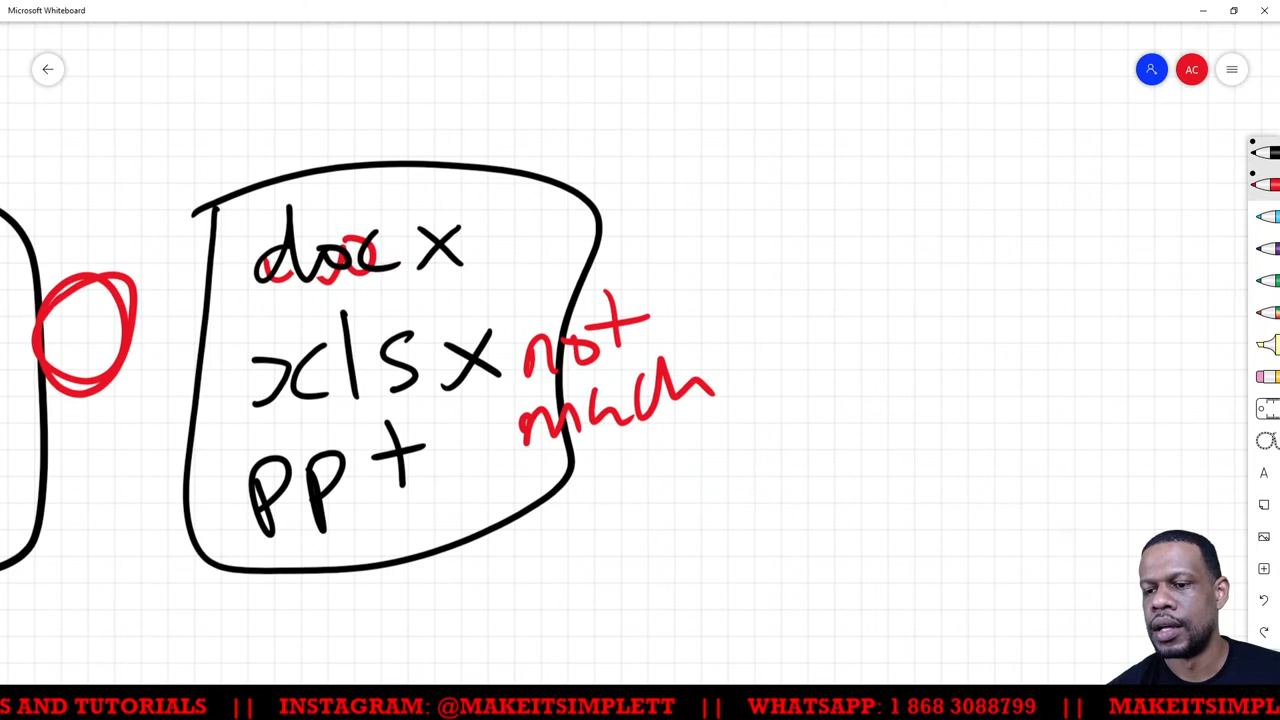 Microsoft Whiteboard
AC
docx
xlsx
not
much
ppt
A
S AND TUTORIALS || INSTAGRAM: @MAKEITSIMPLETT || WHATSAPP: 1 868 3088799 || MAKEITSIMPL